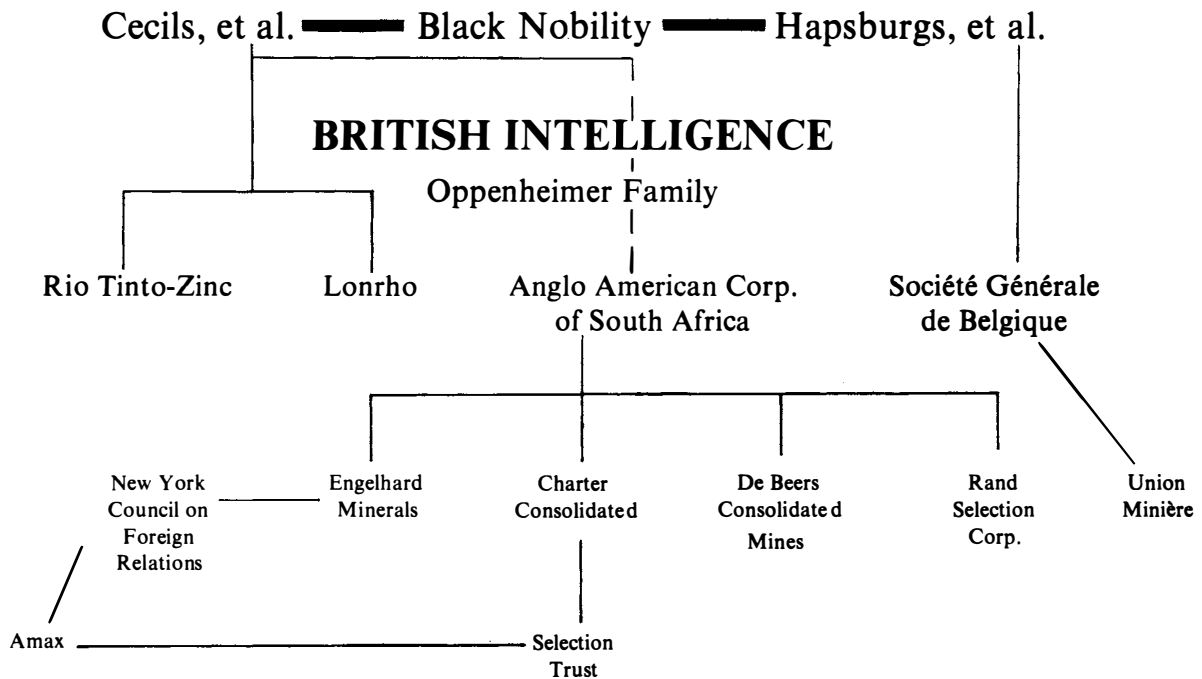 Cecils, et al. Black Nobility Hapsburgs, et al.
BRITISH INTELLIGENCE
Oppenheimer Family
Rio Tinto-Zinc
Lonrho
Anglo American Corp.
of South Africa
Société Générale
de Belgique
New York
Council on
Foreign
Relations
Engelhard
Minerals
Charter
Consolidated
De Beers
Consolidated
Mines
Rand
Selection
Corp.
Union
Minière
Amax
Selection
Trust